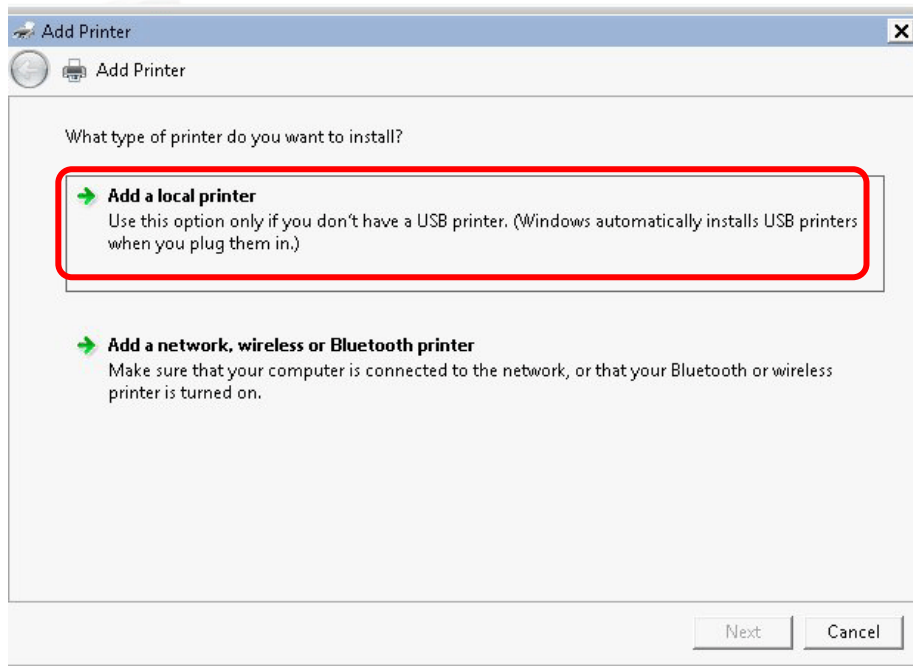 Add Printer
Add Printer
What type of printer do you want to install?
Add a local printer
Use this option only if you don't have a USB printer. (Windows automatically installs USB printers
when you plug them in.)
Add a network, wireless or Bluetooth printer
Make sure that your computer is connected to the network, or that your Bluetooth or wireless
printer is turned on.
Next Cancel